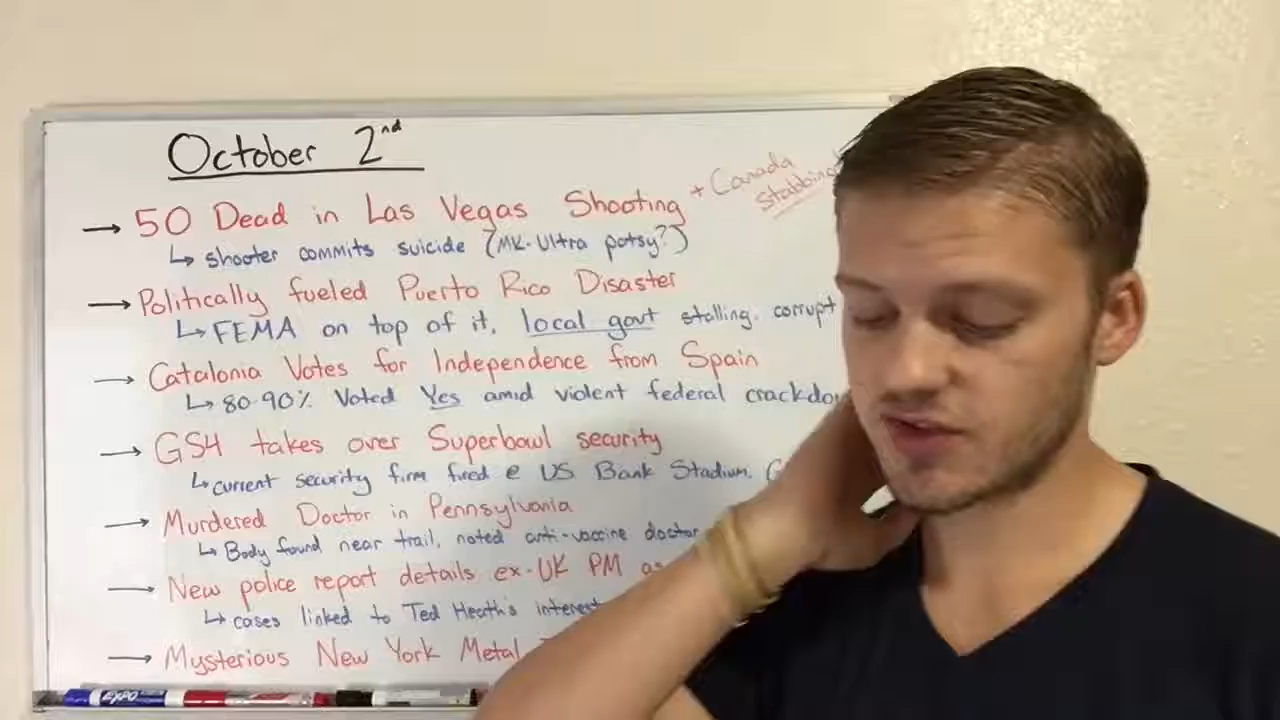 October 2nd
→ 50 Dead in Las Vegas Shooting + Canada
↳ shooter commits suicide (MK-Ultra patsy?)
→ Politically fueled Puerto Rico Disaster
↳ FEMA on top of it, local govt stalling, corrupt
→ Catalonia Votes for Independence from Spain
↳ 80-90% Voted Yes amid violent federal
→ GS4 takes over Superbowl security
↳ current security firm fired @ US Bank Stadium.
→ Murdered Doctor in Pennsylvania
↳ Body found near trail, noted anti-vaccine doctor
→ New police report details ex-UK PM as
↳ cases linked to Ted Heath's
→ Mysterious New York Metal
EXPO